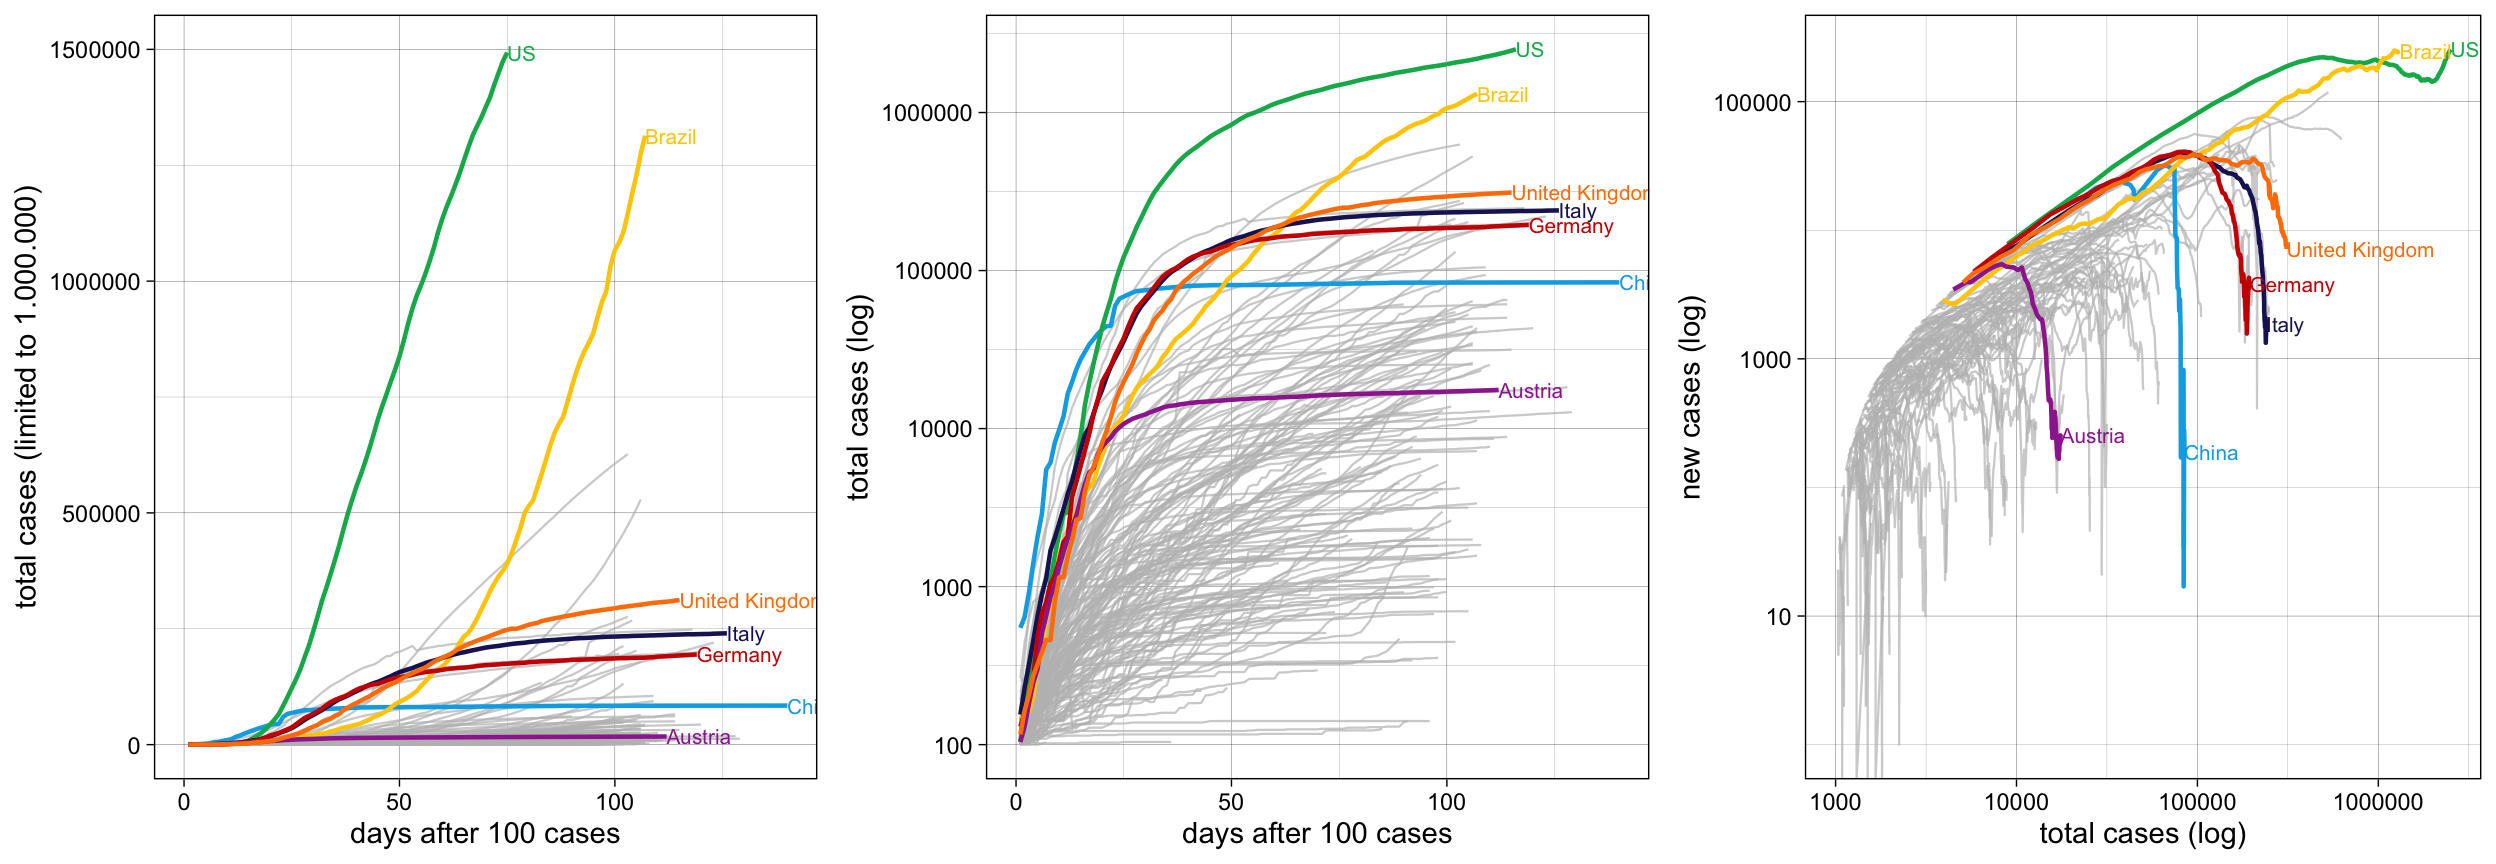 total cases (limited to 1.000.000)
1500000
1000000
500000
0
US
Brazil
United Kingdor
Italy
Germany
Chi
Austria
0 50 100
days after 100 cases
total cases (log)
1000000
100000
10000
1000
100
US
Brazil
United Kingdor
Italy
Germany
Chi
Austria
0 50 100
days after 100 cases
new cases (log)
100000
1000
10
Brazil US
United Kingdom
Germany
Italy
Austria
China
1000 10000 100000 1000000
total cases (log)